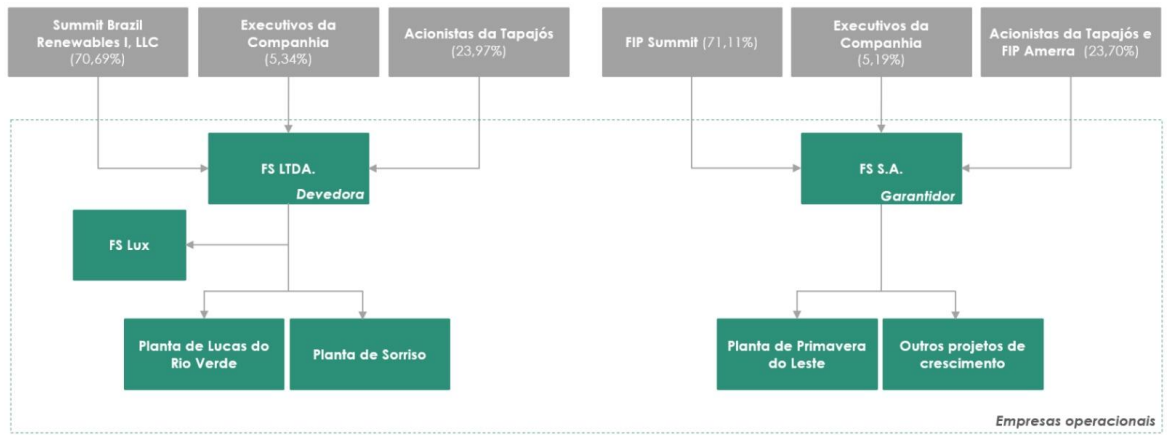 Summit Brazil
Renewables I, LLC
(70,69%)
Executivos da
Companhia
(5,34%)
Acionistas da Tapajós
(23,97%)
FIP Summit (71,11%)
Executivos da
Companhia
(5,19%)
Acionistas da Tapajós e
FIP Amerra (23,70%)
FS LTDA.
Devedora
FS S.A.
Garantidor
FS Lux
Planta de Lucas do
Rio Verde
Planta de Sorriso
Planta de Primavera
do Leste
Outros projetos de
crescimento
Empresas operacionais